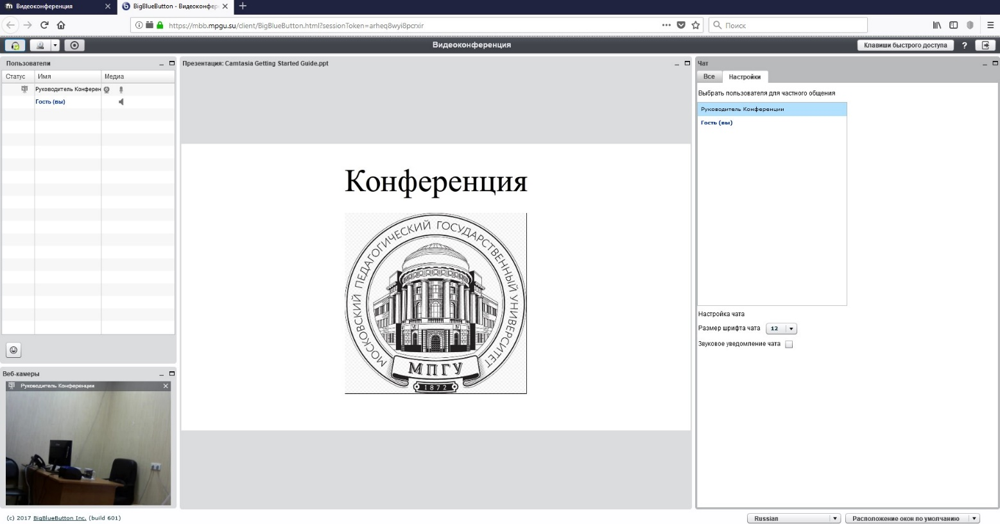 Видеоконференция
BigBlueButton - Видеоконфер
https://mbb.mpgu.su/client/BigBlueButton.html?sessionToken=arheq8wyi8pcrxir
Поиск
Видеоконференция
Клавиши быстрого доступа
?
Пользователи
Статус Имя Медиа
Руководитель Конферен
Гость (вы)
Веб-камеры
Руководитель Конференции
Презентация: Camtasia Getting Started Guide.ppt
Конференция
МОСКОВСКИЙ ПЕДАГОГИЧЕСКИЙ ГОСУДАРСТВЕННЫЙ УНИВЕРСИТЕТ
МПГУ
1872
Чат
Все Настройки
Выбрать пользователя для частного общения
Руководитель Конференции
Гость (вы)
Настройка чата
Размер шрифта чата 12
Звуковое уведомление чата
(c) 2017 BigBlueButton Inc. (build 601)
Russian
Расположение окон по умолчанию